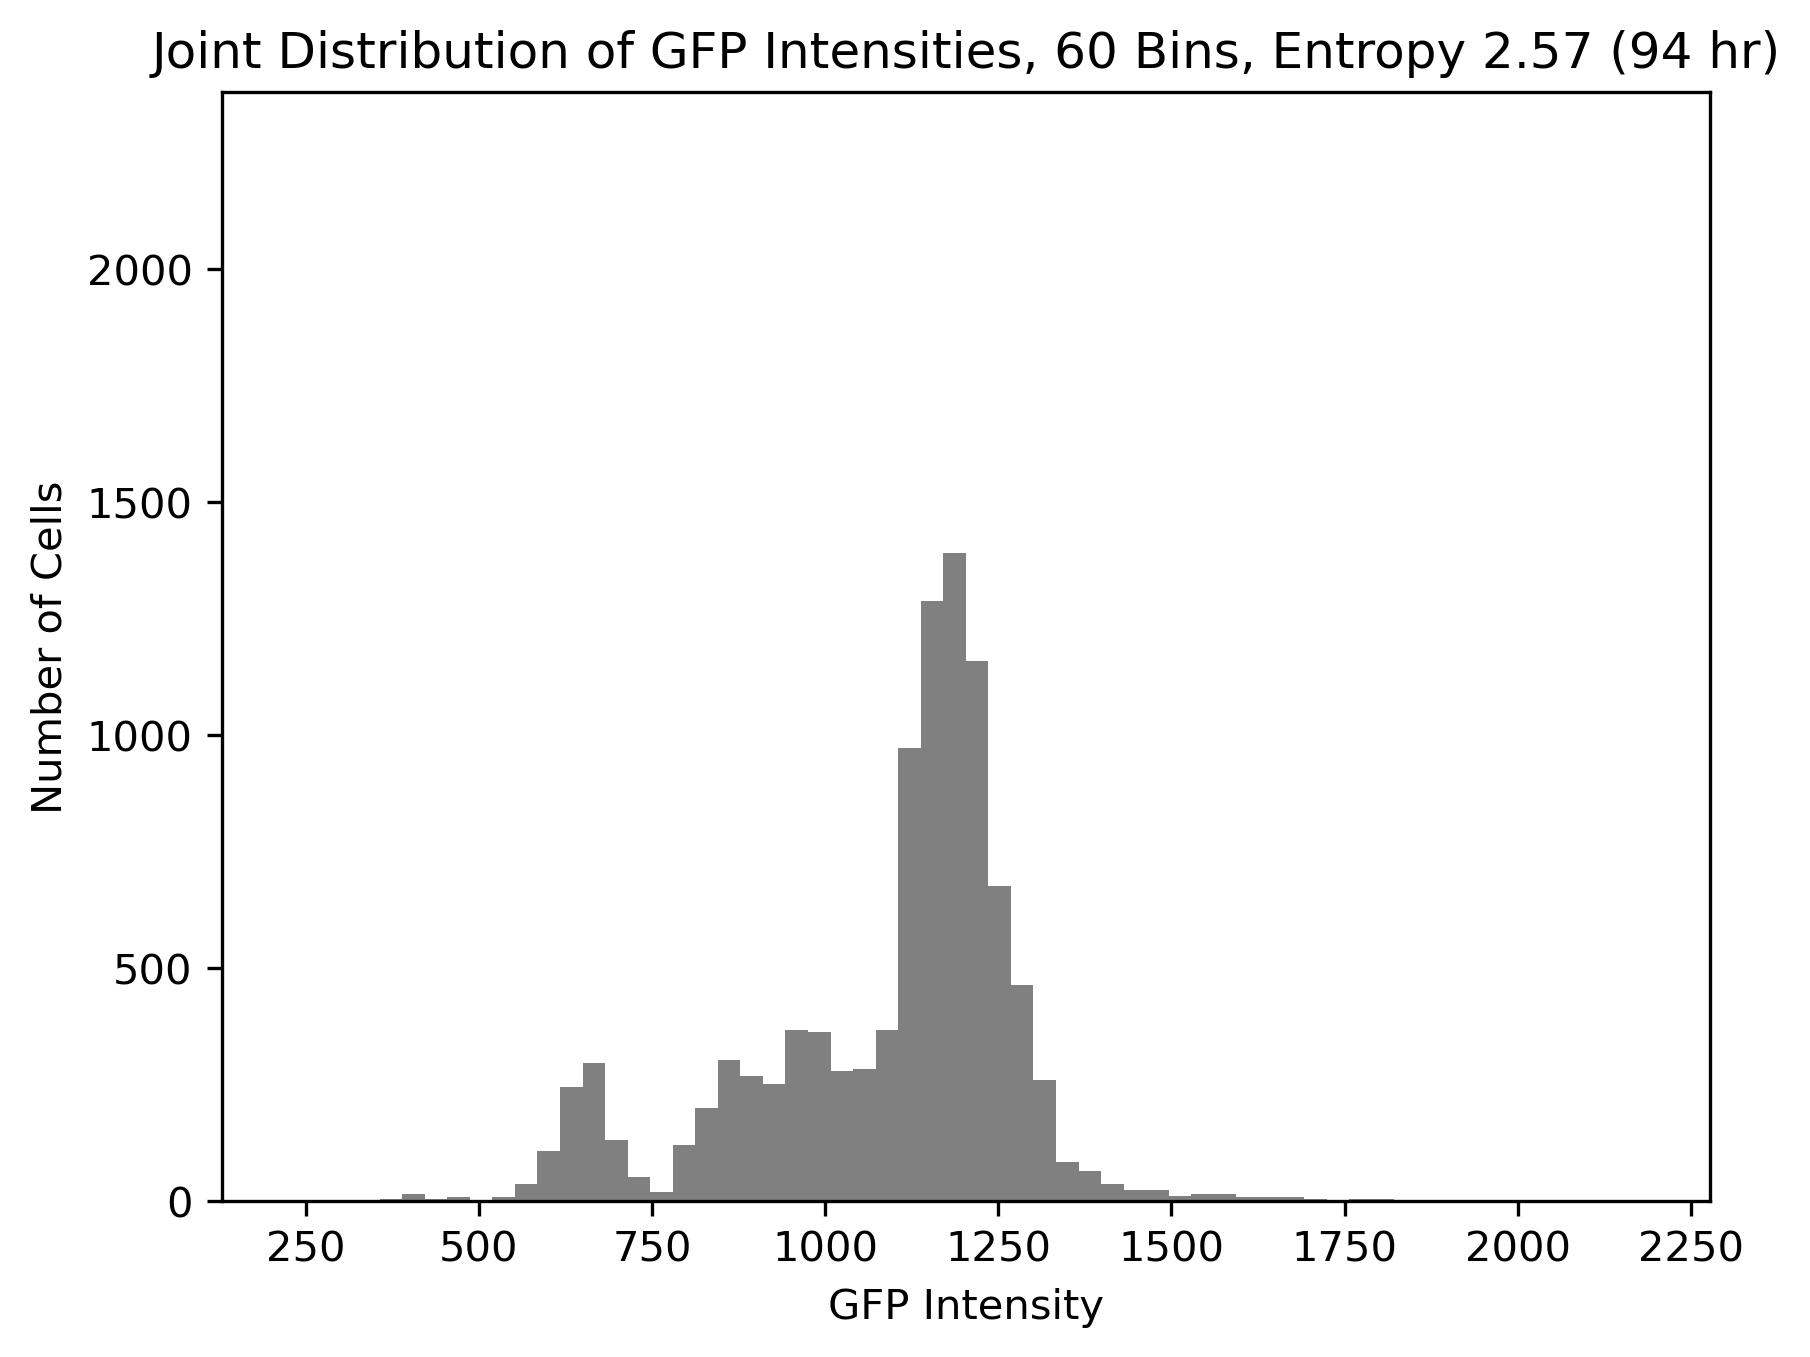 Joint Distribution of GFP Intensities, 60 Bins, Entropy 2.57 (94 hr)
2000
1500
1000
500
0
Number of Cells
250 500 750 1000 1250 1500 1750 2000 2250
GFP Intensity